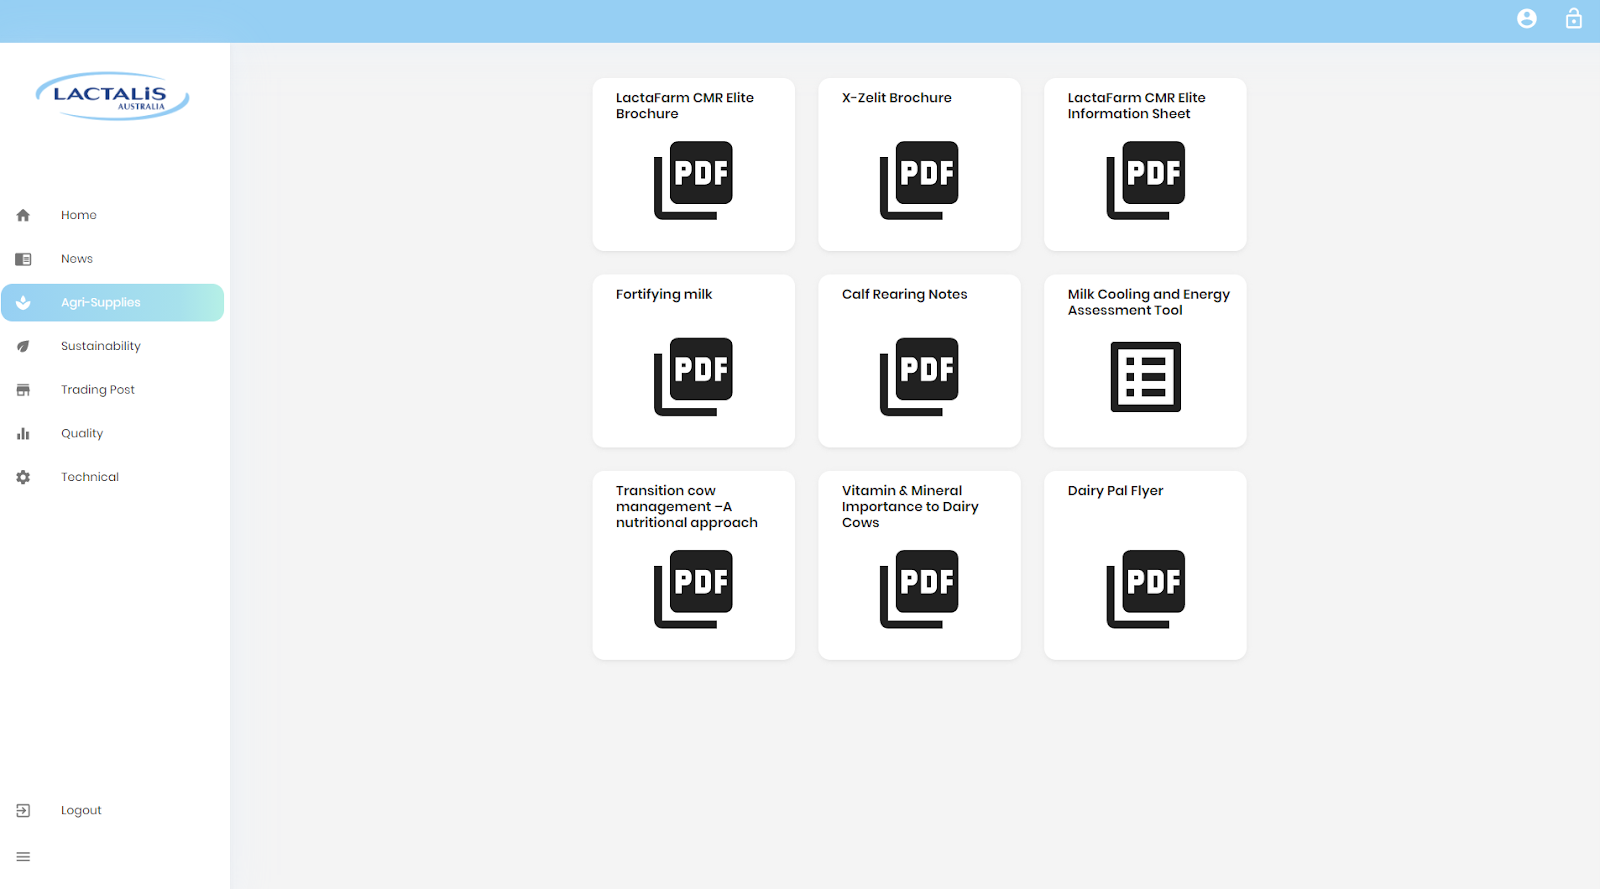 LACTALIS
AUSTRALIA
Home
News
Agri-Supplies
Sustainability
Trading Post
Quality
Technical
Logout
LactaFarm CMR Elite
Brochure
PDF
X-Zelit Brochure
PDF
LactaFarm CMR Elite
Information Sheet
PDF
Fortifying milk
PDF
Calf Rearing Notes
PDF
Milk Cooling and Energy
Assessment Tool
Transition cow
management –A
nutritional approach
PDF
Vitamin & Mineral
Importance to Dairy
Cows
PDF
Dairy Pal Flyer
PDF